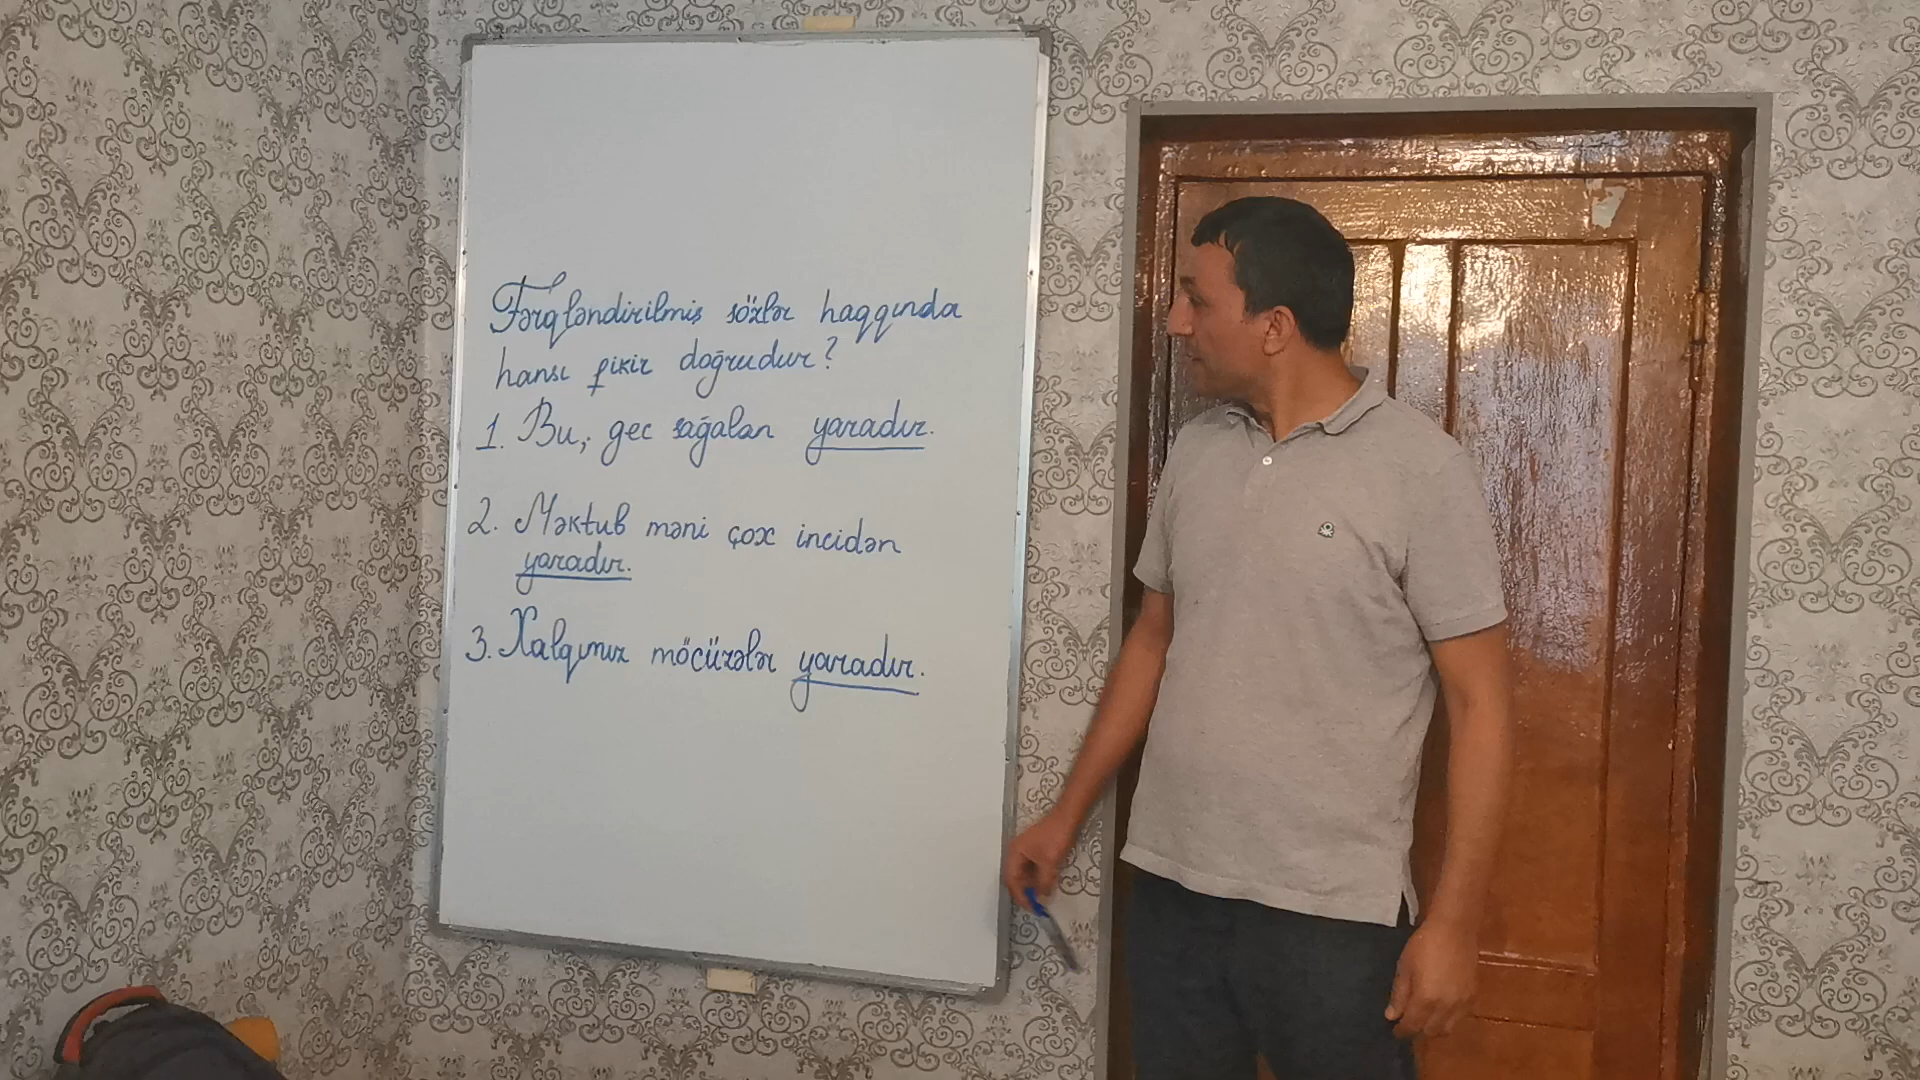 Fərqləndirilmiş sözlər haqqında
hansı fikir doğrudur?
1. Bu, gec sağalan yaradır.
2. Məktub məni çox incidən
yaradır.
3. Xalqımız möcüzələr yaradır.